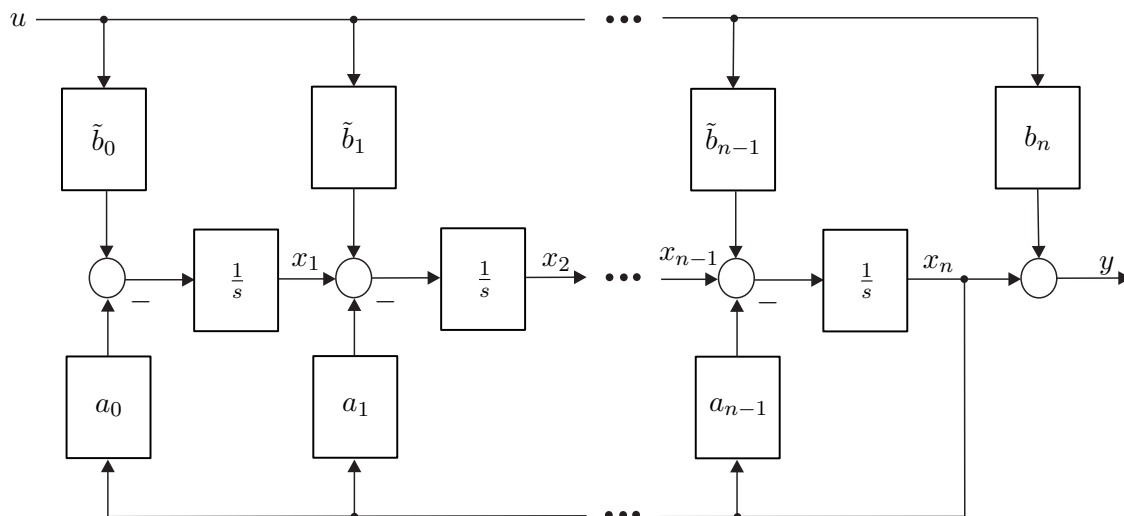 u
b̃₀
b̃₁
b̃ₙ₋₁
bₙ
1/s
x₁
1/s
x₂
xₙ₋₁
1/s
xₙ
y
−
−
−
a₀
a₁
aₙ₋₁